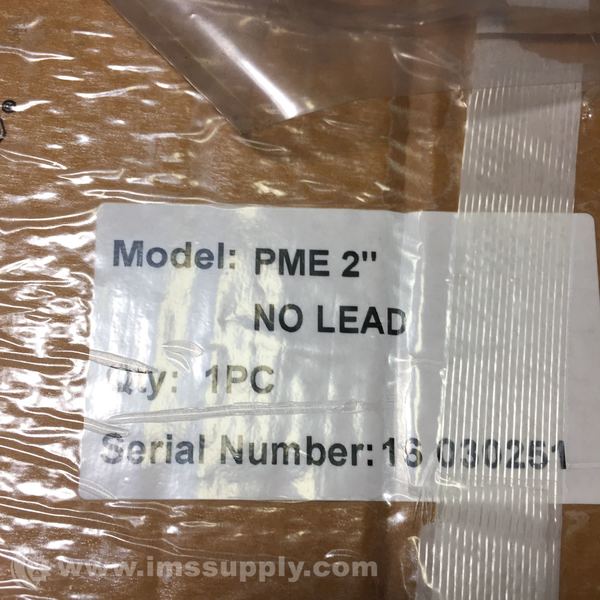 Model: PME 2"
NO LEAD
Qty: 1PC
Serial Number: 16 030251
www.imssupply.com